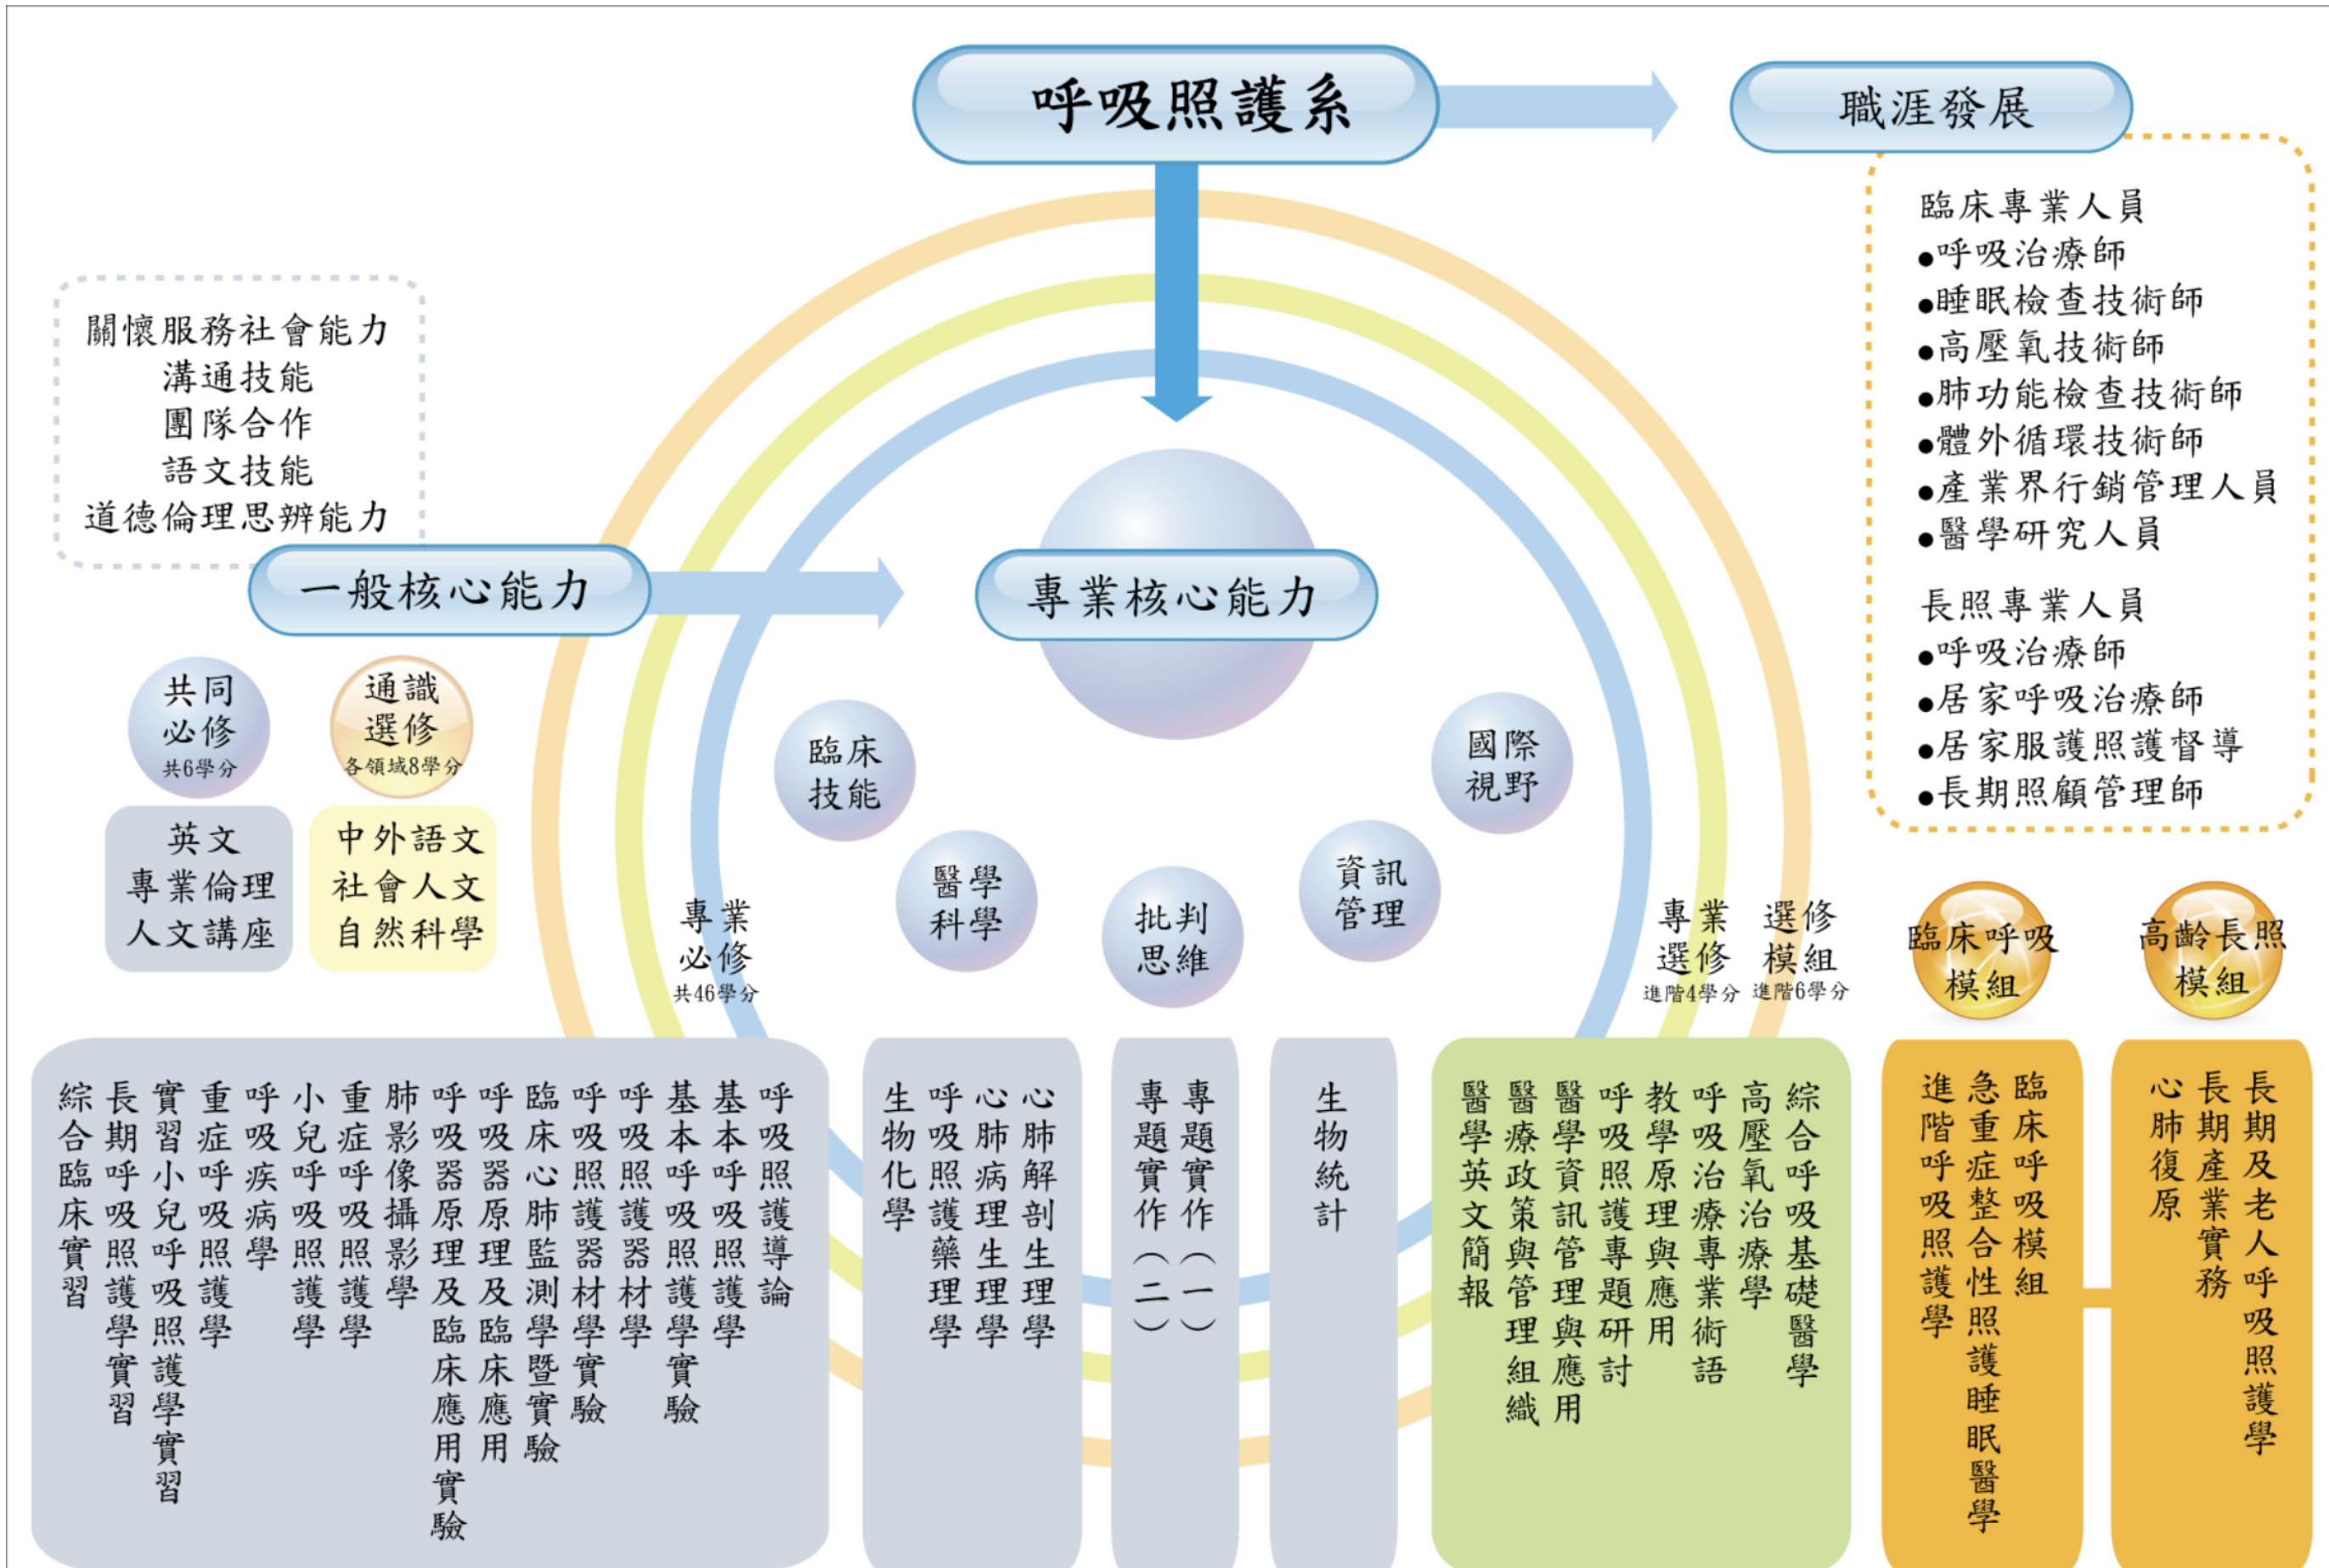 呼吸照護系
職涯發展
臨床專業人員
●呼吸治療師
●睡眠檢查技術師
●高壓氧技術師
●肺功能檢查技術師
●體外循環技術師
●產業界行銷管理人員
●醫學研究人員
長照專業人員
●呼吸治療師
●居家呼吸治療師
●居家服護照護督導
●長期照顧管理師
關懷服務社會能力
溝通技能
團隊合作
語文技能
道德倫理思辨能力
一般核心能力
專業核心能力
共同
必修
共6學分
通識
選修
各領域8學分
英文
專業倫理
人文講座
中外語文
社會人文
自然科學
臨床
技能
醫學
科學
批判
思維
資訊
管理
國際
視野
專業
必修
共46學分
專業
選修
進階4學分
選修
模組
進階6學分
臨床呼吸
模組
高齡長照
模組
呼吸照護導論
基本呼吸照護學
基本呼吸照護學實驗
呼吸照護器材學
呼吸照護器材學實驗
臨床心肺監測學暨實驗
呼吸器原理及臨床應用
呼吸器原理及臨床應用實驗
肺影像攝影學
重症呼吸照護學
小兒呼吸照護學
呼吸疾病學
重症呼吸照護學
實習小兒呼吸照護學實習
長期呼吸照護學實習
綜合臨床實習
心肺解剖生理學
心肺病理生理學
呼吸照護藥理學
生物化學
專題實作（一）
專題實作（二）
生物統計
綜合呼吸基礎醫學
高壓氧治療學
呼吸治療專業術語
教學原理與應用
呼吸照護專題研討
醫學資訊管理與應用
醫療政策與管理組織
醫學英文簡報
臨床呼吸模組
急重症整合性照護睡眠醫學
進階呼吸照護學
長期及老人呼吸照護學
長期產業實務
心肺復原